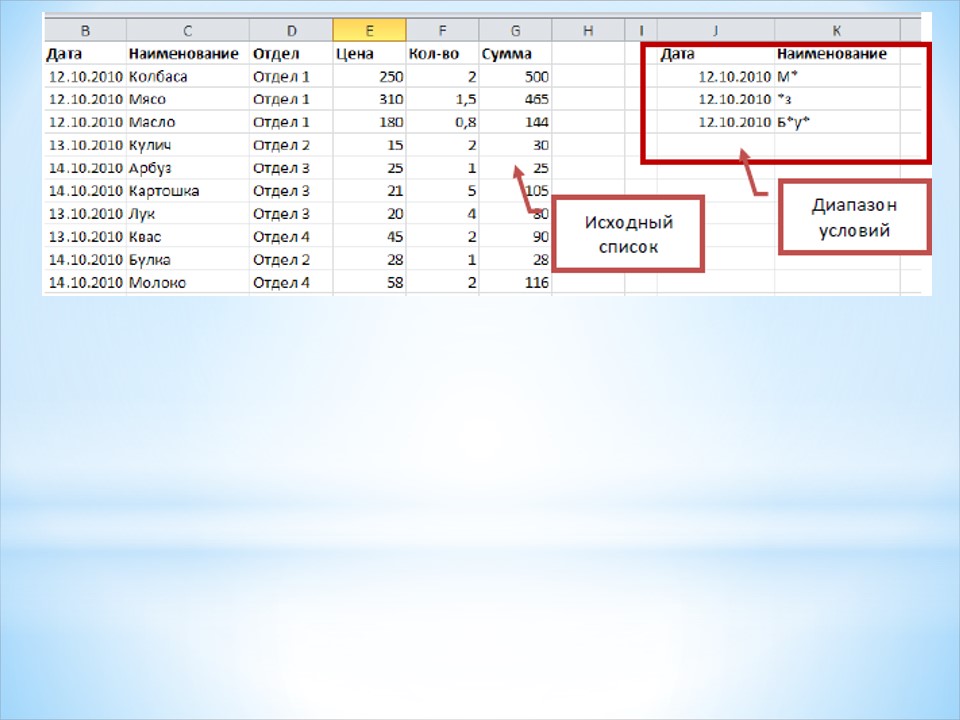 B C D E F G H I J K
Дата Наименование Отдел Цена Кол-во Сумма Дата Наименование
12.10.2010 Колбаса Отдел 1 250 2 500 12.10.2010 М*
12.10.2010 Мясо Отдел 1 310 1,5 465 12.10.2010 *з
12.10.2010 Масло Отдел 1 180 0,8 144 12.10.2010 Б*у*
13.10.2010 Кулич Отдел 2 15 2 30
14.10.2010 Арбуз Отдел 3 25 1 25
14.10.2010 Картошка Отдел 3 21 5 105
13.10.2010 Лук Отдел 3 20 4 80
13.10.2010 Квас Отдел 4 45 2 90
14.10.2010 Булка Отдел 2 28 1 28
14.10.2010 Молоко Отдел 4 58 2 116
Исходный
список
Диапазон
условий